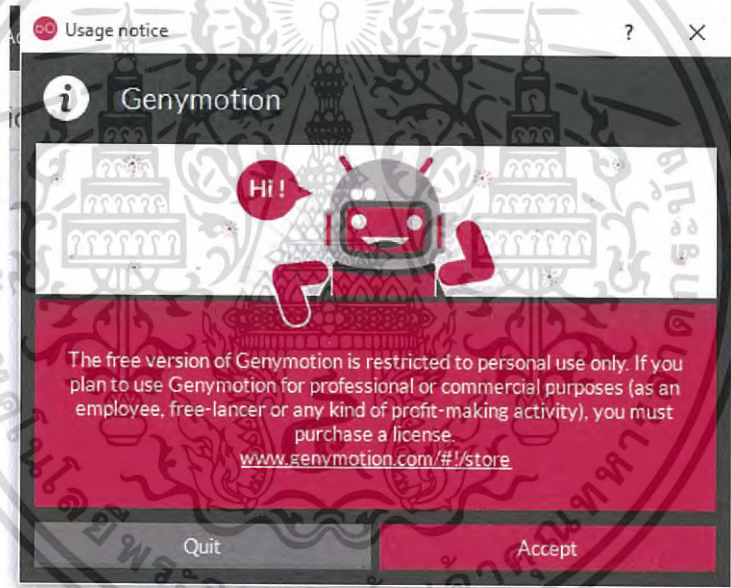 Usage notice
?
Genymotion
Hi !
The free version of Genymotion is restricted to personal use only. If you
plan to use Genymotion for professional or commercial purposes (as an
employee, free-lancer or any kind of profit-making activity), you must
purchase a license.
www.genymotion.com/#!/store
Quit
Accept